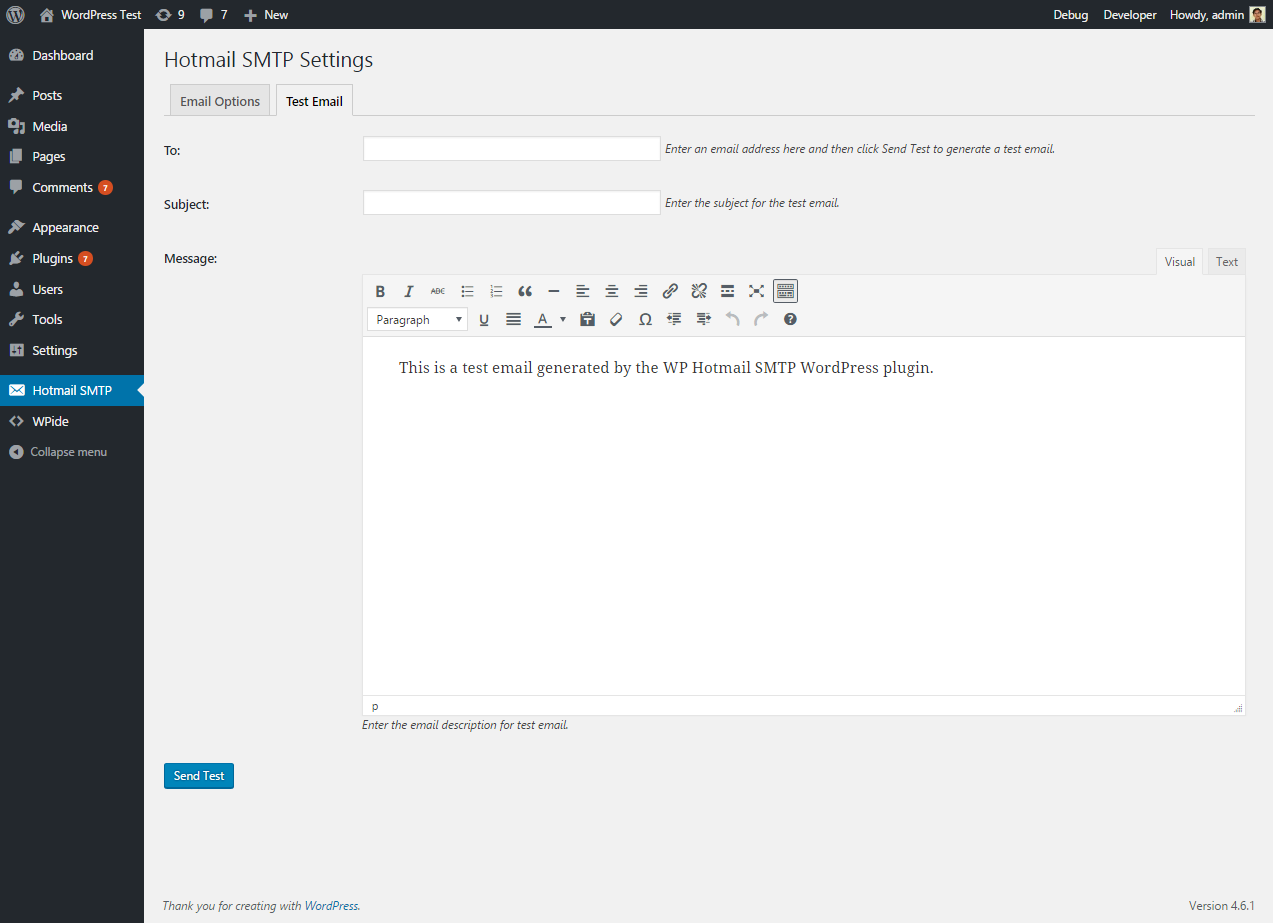 WordPress Test 9 7 New Debug Developer Howdy, admin
Dashboard
Posts
Media
Pages
Comments 7
Appearance
Plugins 7
Users
Tools
Settings
Hotmail SMTP
WPide
Collapse menu
Hotmail SMTP Settings
Email Options Test Email
To: Enter an email address here and then click Send Test to generate a test email.
Subject: Enter the subject for the test email.
Message:
Visual Text
B I ABC
Paragraph U A Ω
This is a test email generated by the WP Hotmail SMTP WordPress plugin.
p
Enter the email description for test email.
Send Test
Thank you for creating with WordPress. Version 4.6.1